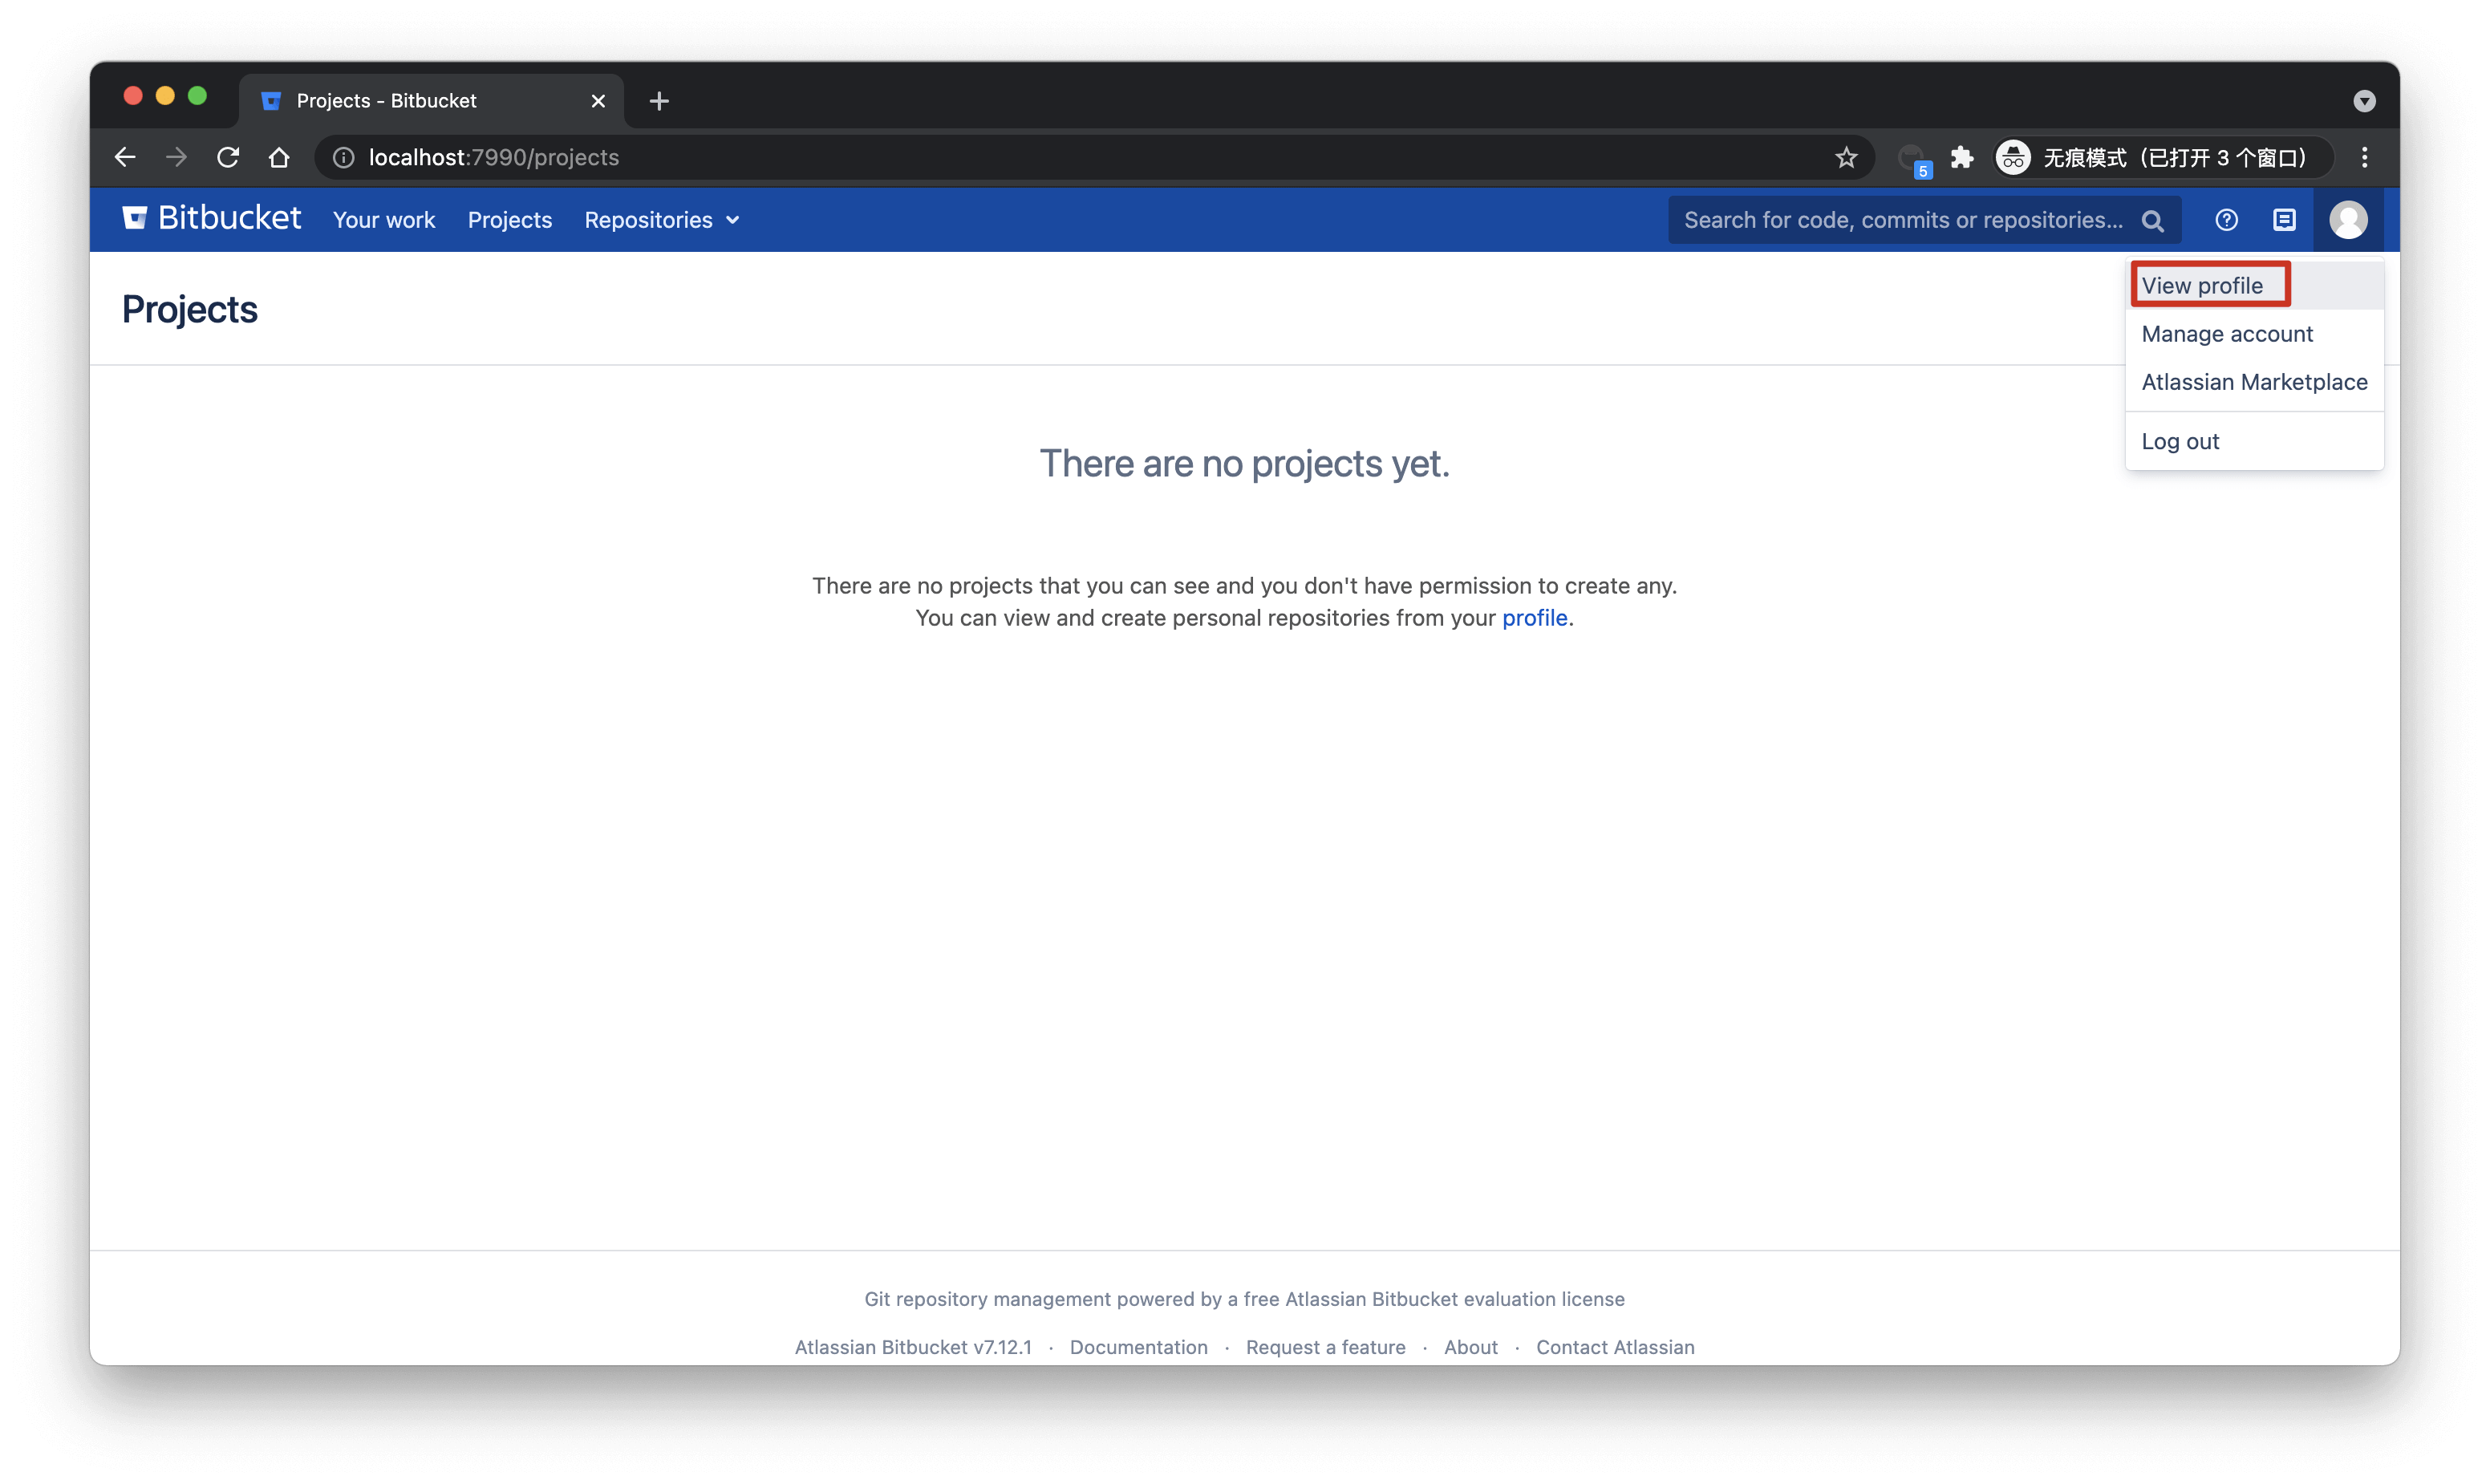 Projects - Bitbucket
localhost:7990/projects
5
无痕模式（已打开 3 个窗口）
Bitbucket
Your work
Projects
Repositories
Search for code, commits or repositories...
Projects
View profile
Manage account
Atlassian Marketplace
Log out
There are no projects yet.
There are no projects that you can see and you don't have permission to create any.
You can view and create personal repositories from your profile.
Git repository management powered by a free Atlassian Bitbucket evaluation license
Atlassian Bitbucket v7.12.1 · Documentation · Request a feature · About · Contact Atlassian